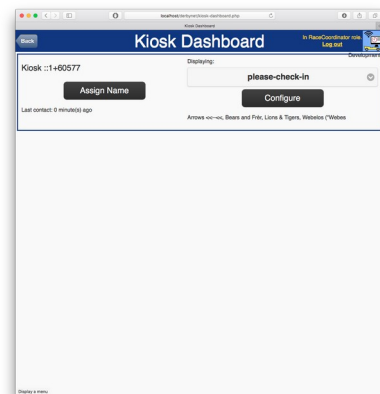 localhost/derbynet/kiosk-dashboard.php
Kiosk Dashboard
Back
Kiosk Dashboard
In RaceCoordinator role.
Log out
Development
Kiosk ::1+60577
Assign Name
Last contact: 0 minute(s) ago
Displaying:
please-check-in
Configure
Arrows <<-<<, Bears and Frér, Lions & Tigers, Webelos ("Webes
Display a menu